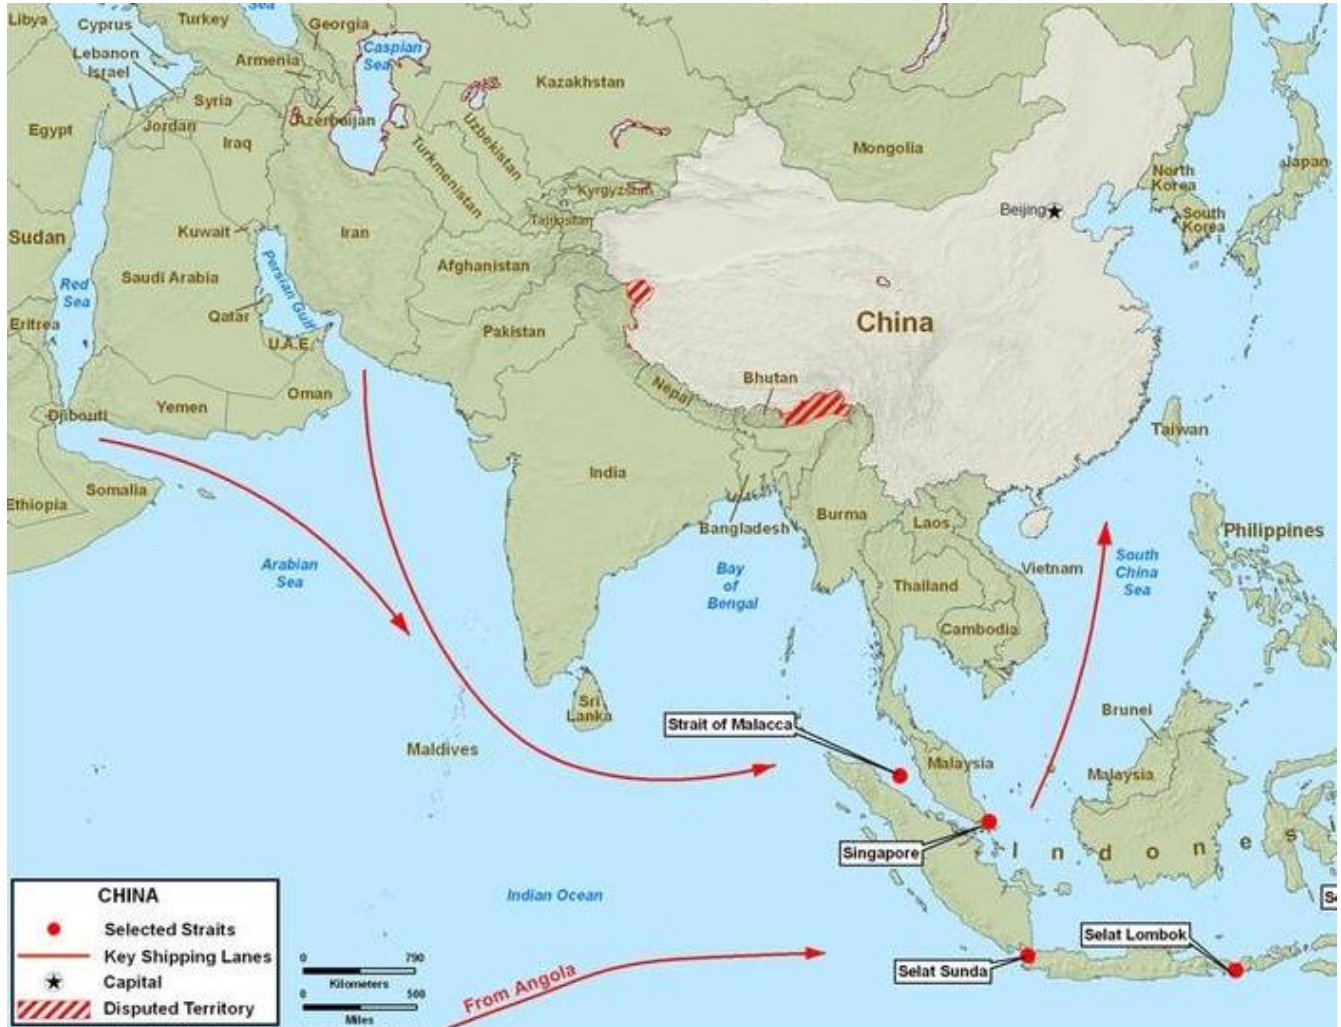 Libya
Cyprus
Turkey
Sea
Georgia
Lebanon
Israel
Armenia
Caspian
Sea
Kazakhstan
Syria
Azerbaijan
Uzbekistan
Egypt
Jordan
Iraq
Turkmenistan
Mongolia
Japan
Kyrgyzstan
North
Korea
Beijing
South
Korea
Tajikistan
Sudan
Kuwait
Iran
Afghanistan
Saudi Arabia
Red
Sea
Persian Gulf
Qatar
Eritrea
Pakistan
China
U.A.E.
Oman
Nepal
Bhutan
Yemen
Djibouti
Taiwan
India
Ethiopia
Somalia
Burma
Laos
Bangladesh
Philippines
Arabian
Sea
Bay
of
Bengal
Thailand
Vietnam
South
China
Sea
Cambodia
Sri
Lanka
Strait of Malacca
Brunei
Maldives
Malaysia
Malaysia
Singapore
Indones
Indian Ocean
Selat Lombok
Selat Sunda
From Angola
CHINA
Selected Straits
Key Shipping Lanes
Capital
Disputed Territory
0 790
Kilometers
0 500
Miles